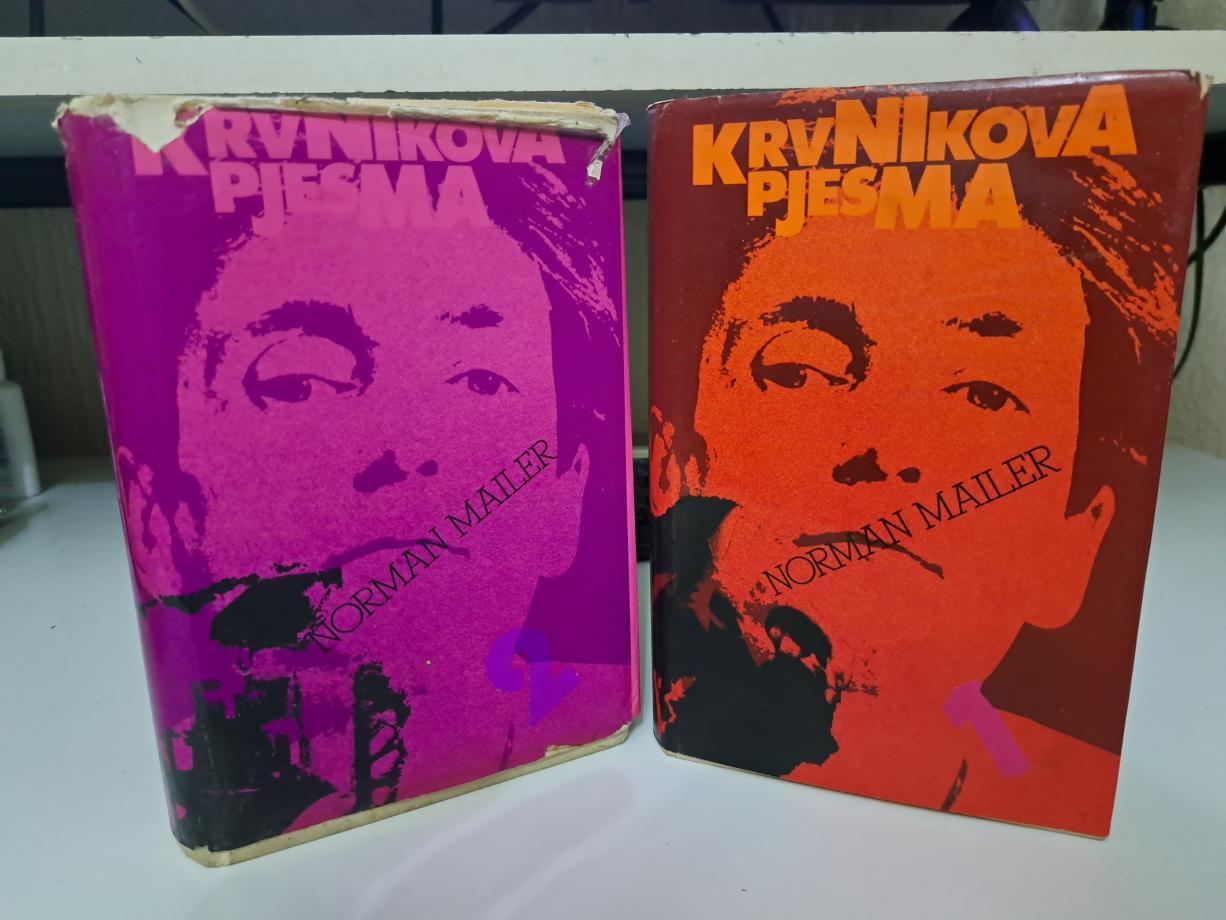 KRVNIKOVA
PJESMA
NORMAN MAILER
2
KRVNIKOVA
PJESMA
NORMAN MAILER
1